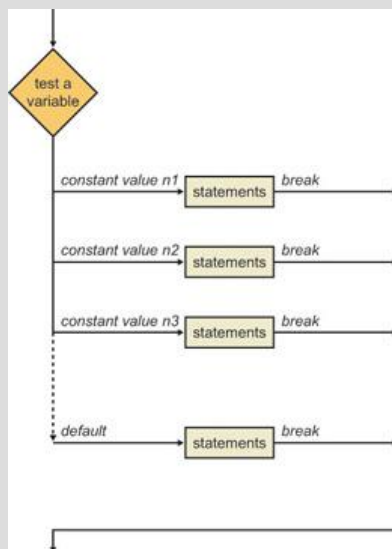 test a
variable
constant value n1
statements
break
constant value n2
statements
break
constant value n3
statements
break
default
statements
break